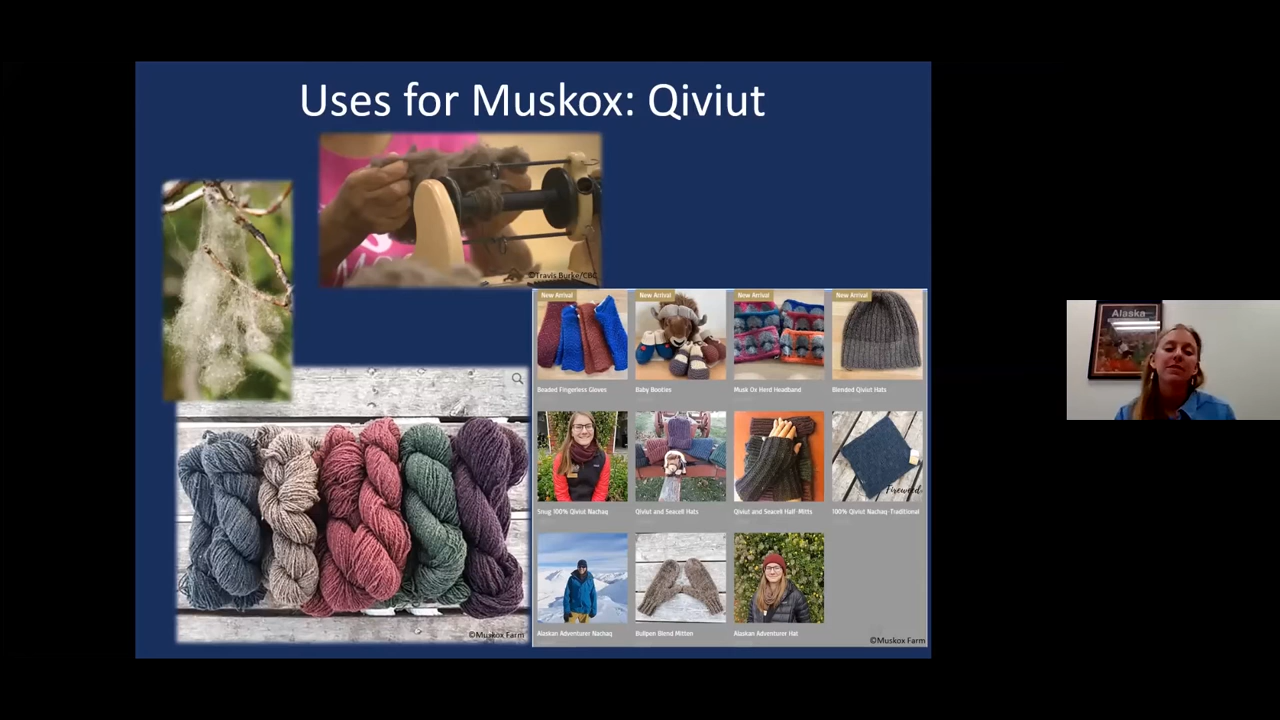 Uses for Muskox: Qiviut
©Travis Burke/CBC
New Arrival
New Arrival
New Arrival
New Arrival
Beaded Fingerless Gloves
Baby Booties
Musk Ox Herd Headband
Blended Qiviut Hats
Fireweed
Snug 100% Qiviut Nachaq
Qiviut and Seacell Hats
Qiviut and Seacell Half-Mitts
100% Qiviut Nachaq-Traditional
Alaskan Adventurer Nachaq
Bullpen Blend Mitten
Alaskan Adventurer Hat
©Muskox Farm
©Muskox Farm
Alaska